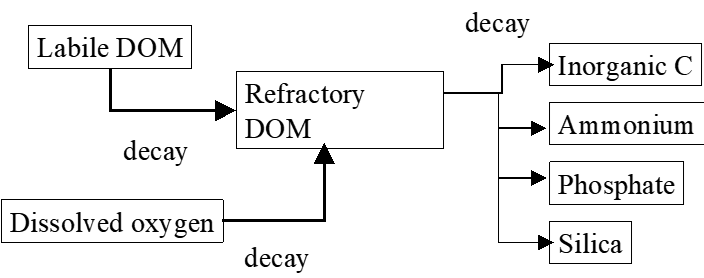 decay
Labile DOM
Inorganic C
Refractory
DOM
Ammonium
decay
Phosphate
Dissolved oxygen
Silica
decay